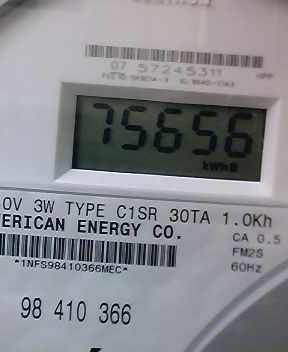 07 57245311
HPP
75656
kWh
0V 3W TYPE C1SR 30TA 1.0Kh
ERICAN ENERGY CO.
CA 0.5
FM2S
*1NFS98410366MEC*
60Hz
98 410 366